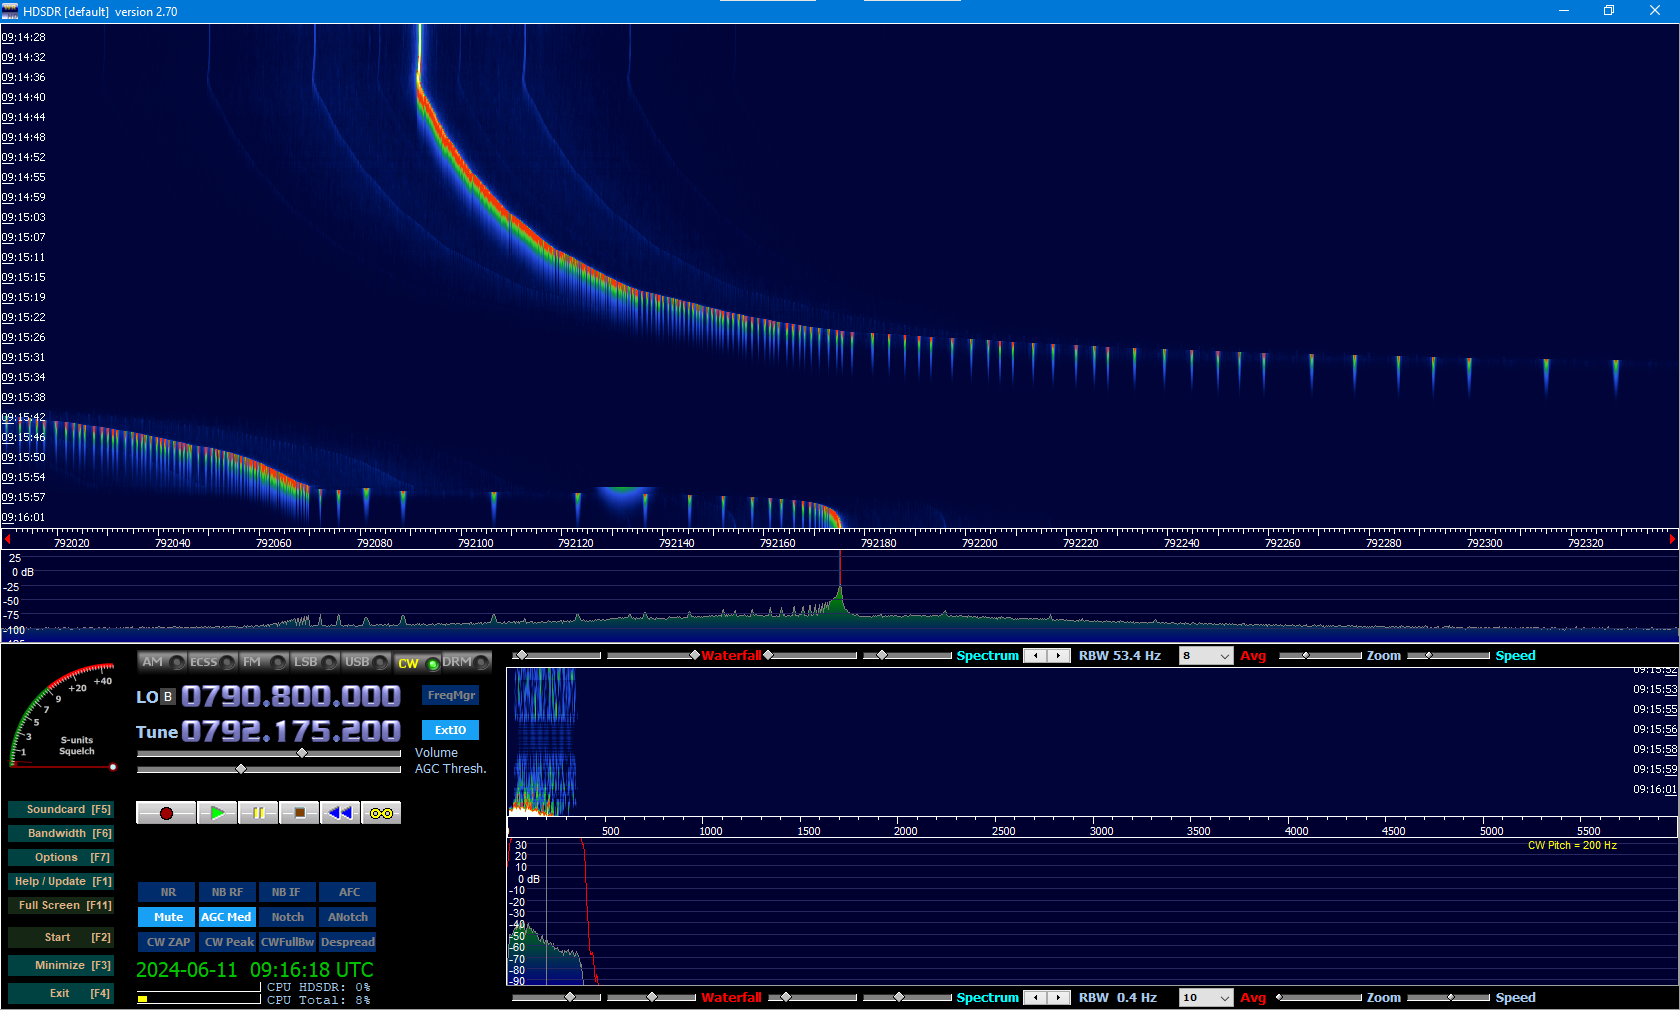 HDSDR [default]  version 2.70
09:14:28
09:14:32
09:14:36
09:14:40
09:14:44
09:14:48
09:14:52
09:14:55
09:14:59
09:15:03
09:15:07
09:15:11
09:15:15
09:15:19
09:15:22
09:15:26
09:15:31
09:15:34
09:15:38
09:15:42
09:15:46
09:15:50
09:15:54
09:15:57
09:16:01
792020 792040 792060 792080 792100 792120 792140 792160 792180 792200 792220 792240 792260 792280 792300 792320
25
0 dB
-25
-50
-75
-100
AM ECSS FM LSB USB CW DRM
Waterfall Spectrum RBW 53.4 Hz 8 Avg Zoom Speed
+40
+20
9
7
5
3
1
S-units
Squelch
LO B 0790.800.000 FreqMgr
Tune 0792.175.200 ExtIO
Volume
AGC Thresh.
Soundcard [F5]
Bandwidth [F6]
Options [F7]
Help / Update [F1]
Full Screen [F11]
Start [F2]
Minimize [F3]
Exit [F4]
NR NB RF NB IF AFC
Mute AGC Med Notch ANotch
CW ZAP CW Peak CWFullBw Despread
2024-06-11 09:16:18 UTC
CPU HDSDR: 0%
CPU Total: 8%
09:15:52
09:15:53
09:15:55
09:15:56
09:15:58
09:15:59
09:16:01
500 1000 1500 2000 2500 3000 3500 4000 4500 5000 5500
CW Pitch = 200 Hz
30
20
10
0 dB
-10
-20
-30
-40
-50
-60
-70
-80
-90
Waterfall Spectrum RBW 0.4 Hz 10 Avg Zoom Speed